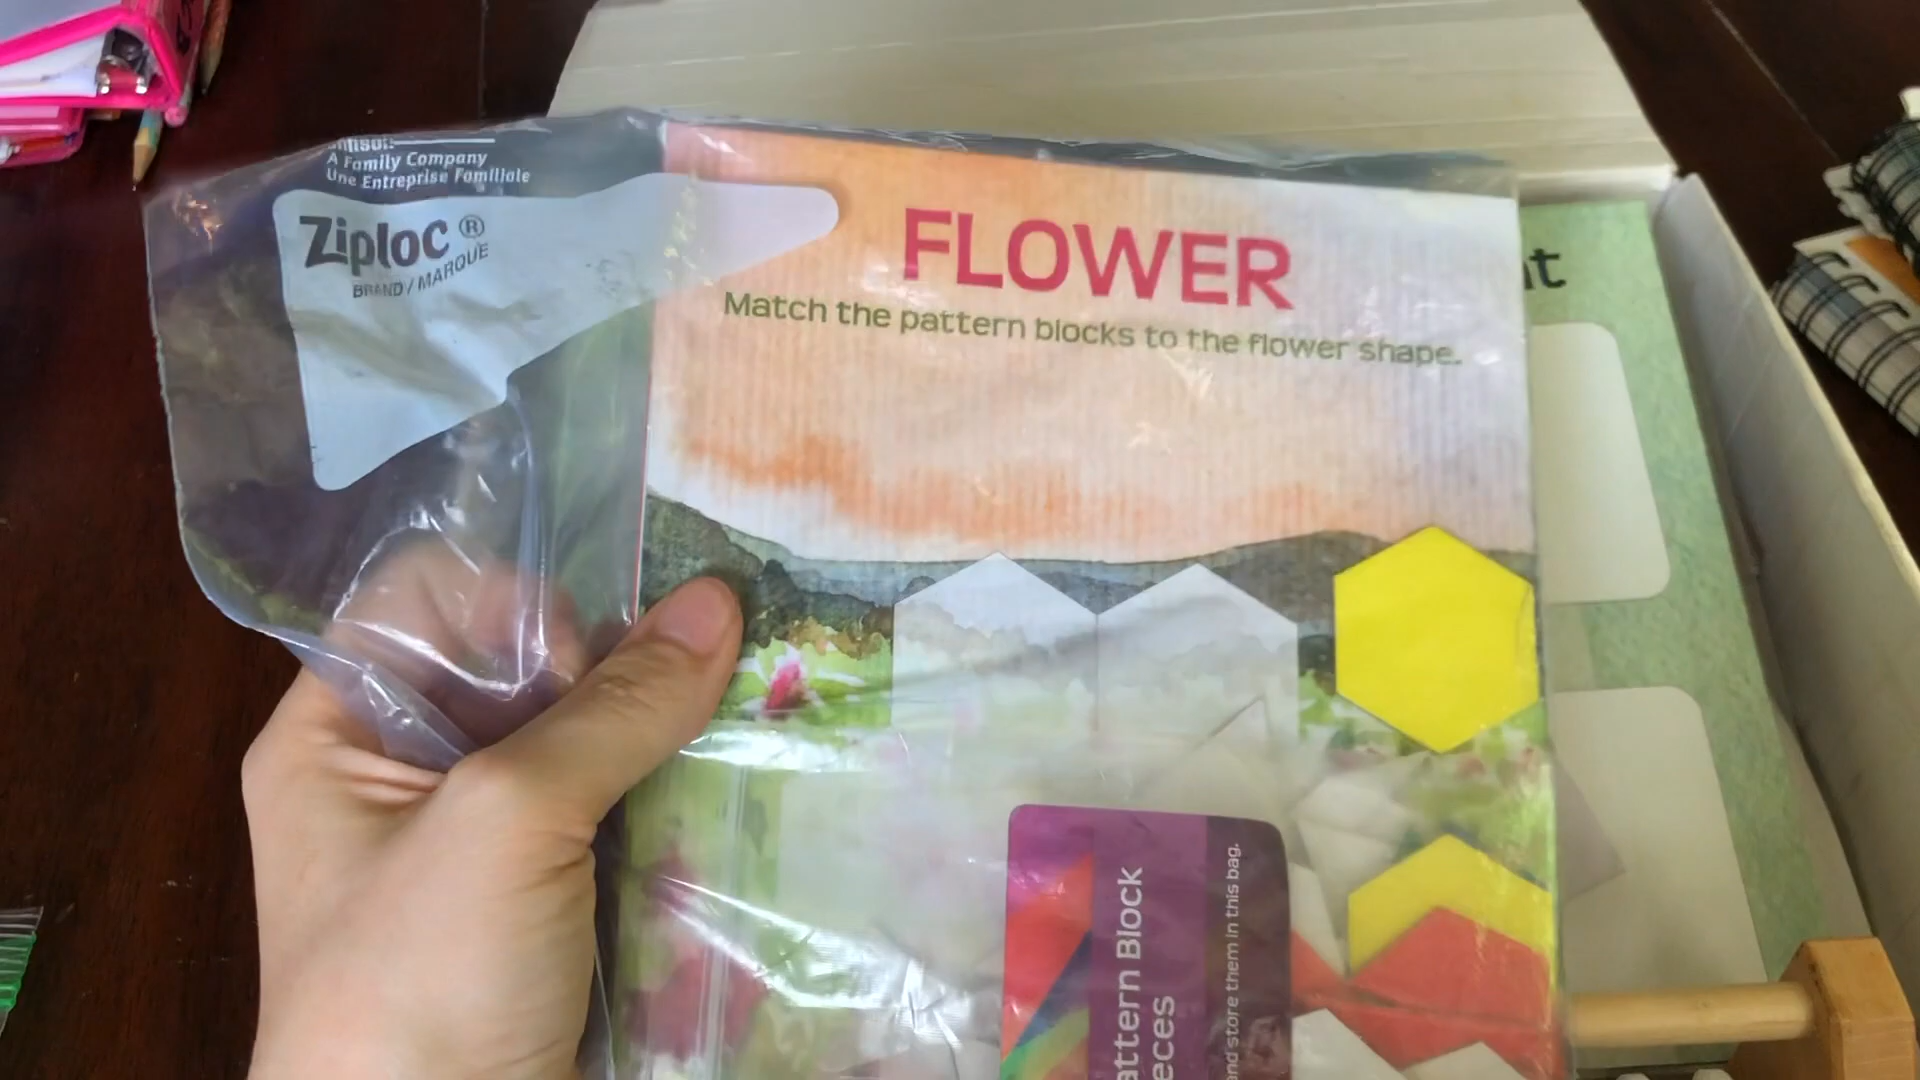 A Family Company
Une Entreprise Familiale
Ziploc ®
BRAND / MARQUE
FLOWER
Match the pattern blocks to the flower shape.
attern Block
eces
and store them in this bag.